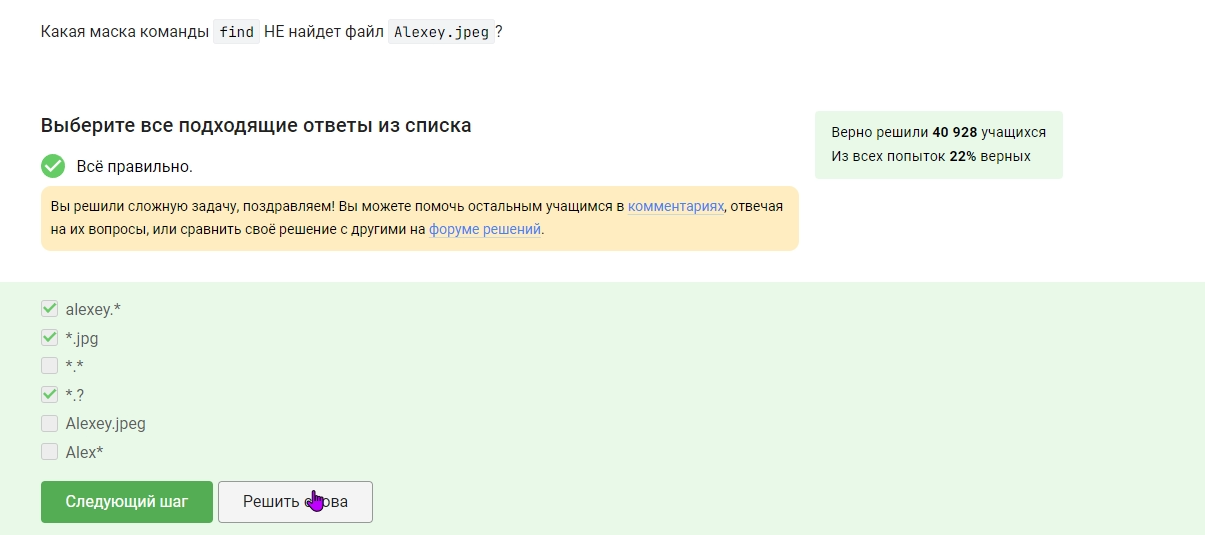 Какая маска команды find НЕ найдет файл Alexey.jpeg?
Выберите все подходящие ответы из списка
Верно решили 40 928 учащихся
Из всех попыток 22% верных
Всё правильно.
Вы решили сложную задачу, поздравляем! Вы можете помочь остальным учащимся в комментариях, отвечая
на их вопросы, или сравнить своё решение с другими на форуме решений.
alexey.*
*.jpg
*.*
*.?
Alexey.jpeg
Alex*
Следующий шаг
Решить снова